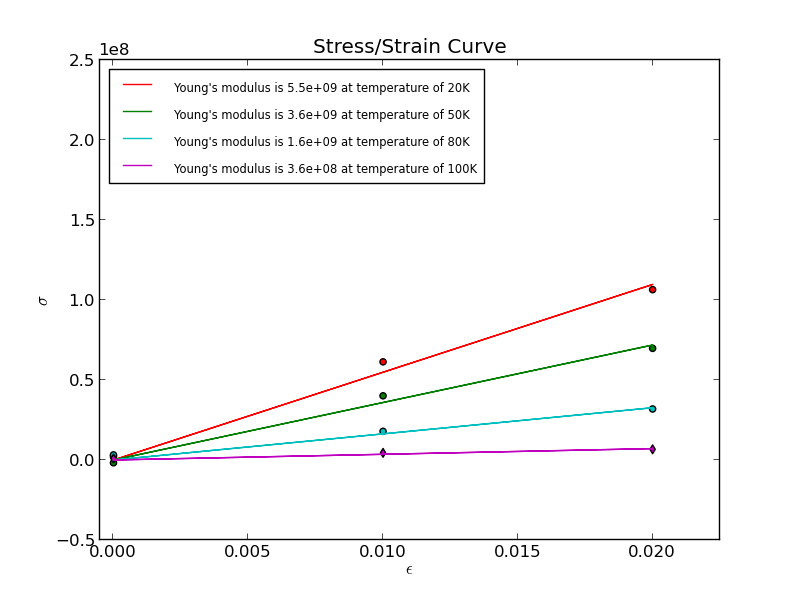 Stress/Strain Curve
1e8
2.5
2.0
1.5
1.0
0.5
0.0
−0.5
σ
Young's modulus is 5.5e+09 at temperature of 20K
Young's modulus is 3.6e+09 at temperature of 50K
Young's modulus is 1.6e+09 at temperature of 80K
Young's modulus is 3.6e+08 at temperature of 100K
0.000 0.005 0.010 0.015 0.020
ϵ